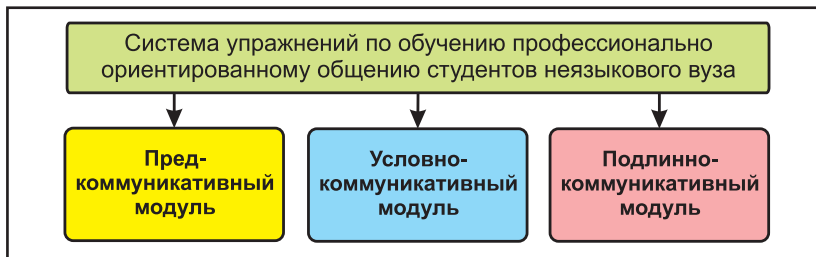 Система упражнений по обучению профессионально
ориентированному общению студентов неязыкового вуза
Пред-
коммуникативный
модуль
Условно-
коммуникативный
модуль
Подлинно-
коммуникативный
модуль